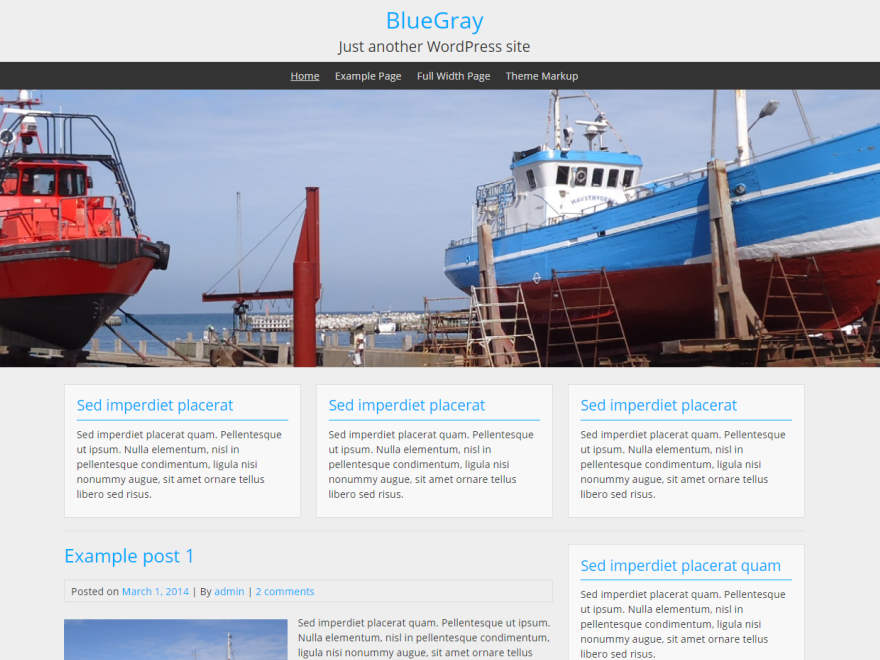 BlueGray
Just another WordPress site
Home Example Page Full Width Page Theme Markup
Sed imperdiet placerat
Sed imperdiet placerat quam. Pellentesque
ut ipsum. Nulla elementum, nisl in
pellentesque condimentum, ligula nisi
nonummy augue, sit amet ornare tellus
libero sed risus.
Sed imperdiet placerat
Sed imperdiet placerat quam. Pellentesque
ut ipsum. Nulla elementum, nisl in
pellentesque condimentum, ligula nisi
nonummy augue, sit amet ornare tellus
libero sed risus.
Sed imperdiet placerat
Sed imperdiet placerat quam. Pellentesque
ut ipsum. Nulla elementum, nisl in
pellentesque condimentum, ligula nisi
nonummy augue, sit amet ornare tellus
libero sed risus.
Example post 1
Posted on March 1, 2014 | By admin | 2 comments
Sed imperdiet placerat quam. Pellentesque ut ipsum.
Nulla elementum, nisl in pellentesque condimentum,
ligula nisi nonummy augue, sit amet ornare tellus
Sed imperdiet placerat quam
Sed imperdiet placerat quam. Pellentesque
ut ipsum. Nulla elementum, nisl in
pellentesque condimentum, ligula nisi
nonummy augue, sit amet ornare tellus
libero sed risus.